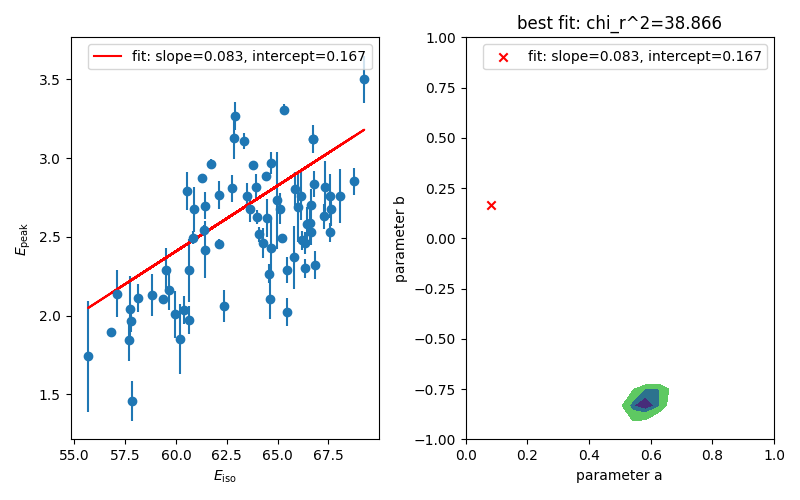 fit: slope=0.083, intercept=0.167
3.5
3.0
2.5
2.0
1.5
E_peak
55.0 57.5 60.0 62.5 65.0 67.5
E_iso
best fit: chi_r^2=38.866
fit: slope=0.083, intercept=0.167
1.00
0.75
0.50
0.25
0.00
−0.25
−0.50
−0.75
−1.00
parameter b
0.0 0.2 0.4 0.6 0.8 1.0
parameter a